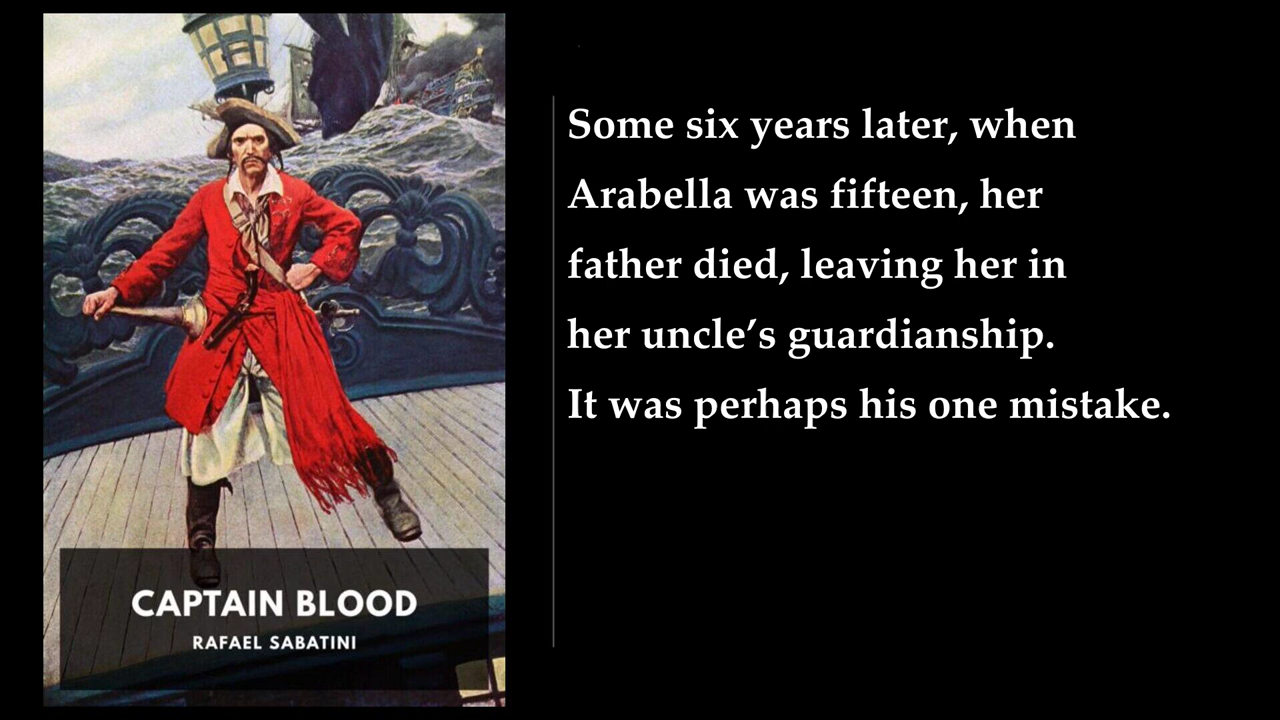 CAPTAIN BLOOD
RAFAEL SABATINI
Some six years later, when
Arabella was fifteen, her
father died, leaving her in
her uncle’s guardianship.
It was perhaps his one mistake.